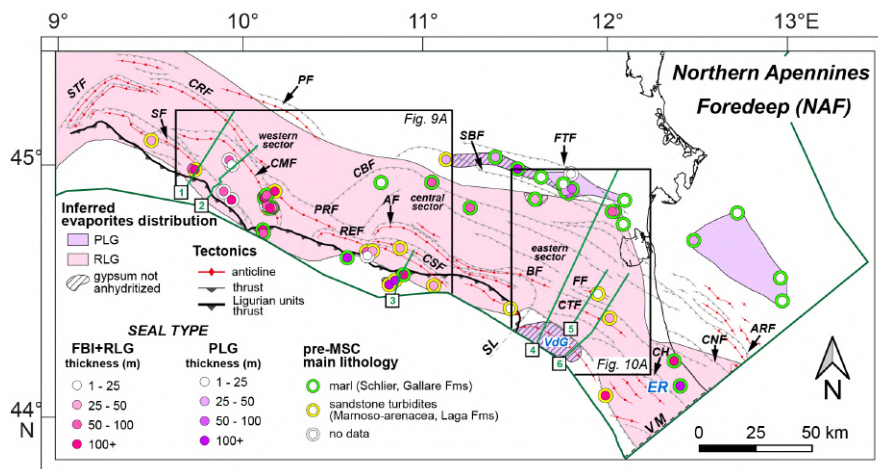 9° 10° 11° 12° 13°E
Northern Apennines
Foredeep (NAF)
PF
CRF
STF
SF
Fig. 9A
western
sector
SBF
FTF
45°
CMF
CBF
1
2
central
sector
PRF
AF
REF
CSF
eastern
sector
BF
FF
CTF
3
SL
VdG
4
5
6
Fig. 10A
CH
CNF
ARF
ER
VM
44°
N
Inferred
evaporites distribution
PLG
RLG
gypsum not
anhydritized
Tectonics
anticline
thrust
Ligurian units
thrust
SEAL TYPE
FBI+RLG
thickness (m)
1 - 25
25 - 50
50 - 100
100+
PLG
thickness (m)
1 - 25
25 - 50
50 - 100
100+
pre-MSC
main lithology
marl (Schlier, Gallare Fms)
sandstone turbidites
(Marnoso-arenacea, Laga Fms)
no data
N
0 25 50 km